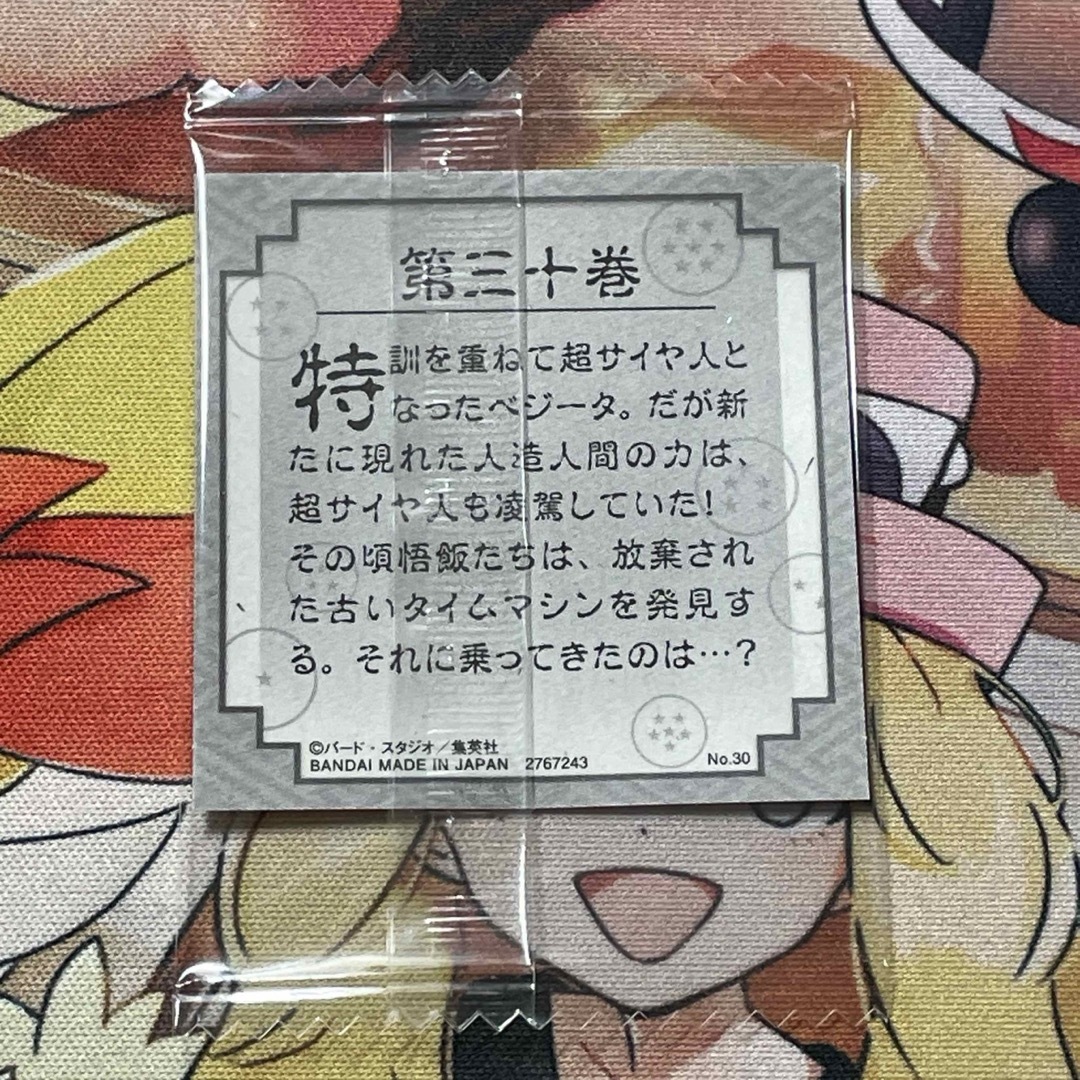 第三十巻
特訓を重ねて超サイヤ人と
なったベジータ。だが新
たに現れた人造人間の力は、
超サイヤ人も凌駕していた!
その頃悟飯たちは、放棄され
た古いタイムマシンを発見す
る。それに乗ってきたのは…?
©バード・スタジオ/集英社
BANDAI MADE IN JAPAN 2767243
No.30